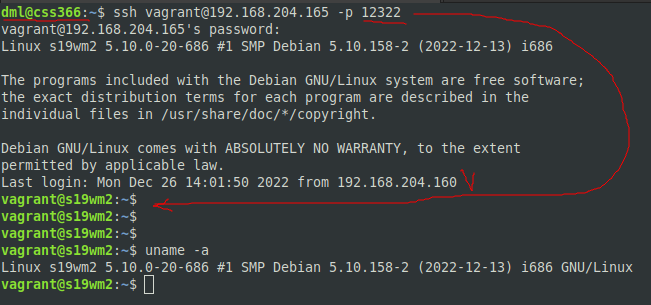 dml@css366:~$ ssh vagrant@192.168.204.165 -p 12322
vagrant@192.168.204.165's password:
Linux s19wm2 5.10.0-20-686 #1 SMP Debian 5.10.158-2 (2022-12-13) i686
The programs included with the Debian GNU/Linux system are free software;
the exact distribution terms for each program are described in the
individual files in /usr/share/doc/*/copyright.
Debian GNU/Linux comes with ABSOLUTELY NO WARRANTY, to the extent
permitted by applicable law.
Last login: Mon Dec 26 14:01:50 2022 from 192.168.204.160
vagrant@s19wm2:~$
vagrant@s19wm2:~$
vagrant@s19wm2:~$
vagrant@s19wm2:~$ uname -a
Linux s19wm2 5.10.0-20-686 #1 SMP Debian 5.10.158-2 (2022-12-13) i686 GNU/Linux
vagrant@s19wm2:~$